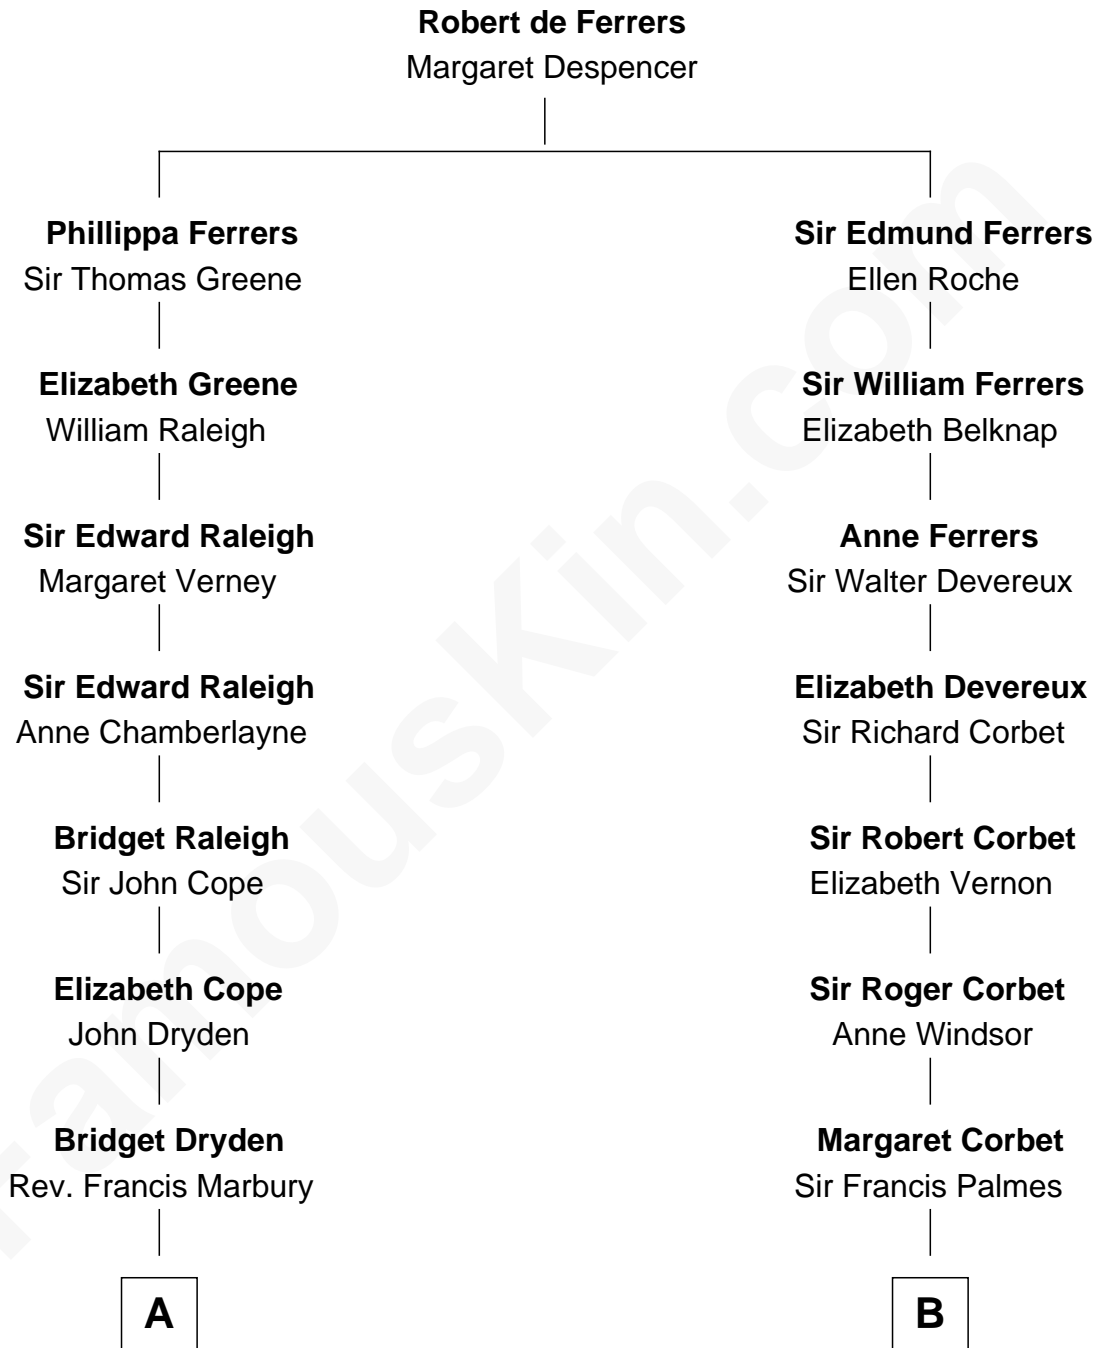 Robert de Ferrers
Margaret Despencer
Phillippa Ferrers
Sir Thomas Greene
Sir Edmund Ferrers
Ellen Roche
Elizabeth Greene
William Raleigh
Sir William Ferrers
Elizabeth Belknap
Sir Edward Raleigh
Margaret Verney
Anne Ferrers
Sir Walter Devereux
Sir Edward Raleigh
Anne Chamberlayne
Elizabeth Devereux
Sir Richard Corbet
Bridget Raleigh
Sir John Cope
Sir Robert Corbet
Elizabeth Vernon
Elizabeth Cope
John Dryden
Sir Roger Corbet
Anne Windsor
Bridget Dryden
Rev. Francis Marbury
Margaret Corbet
Sir Francis Palmes
A
B
famouskin.com